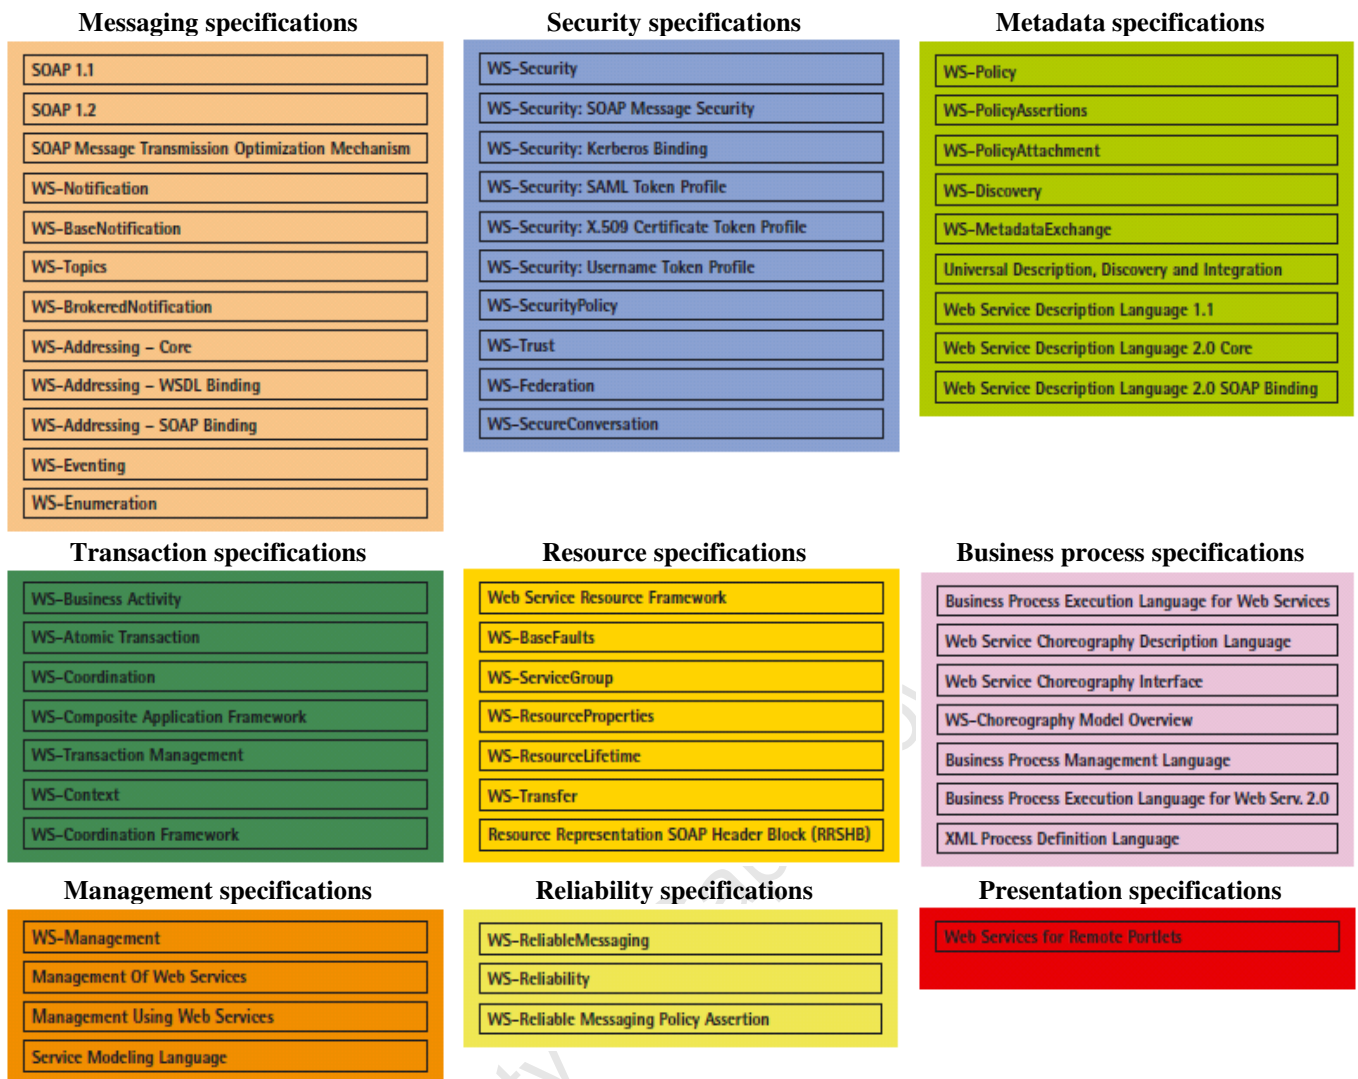 Messaging specifications
SOAP 1.1
SOAP 1.2
SOAP Message Transmission Optimization Mechanism
WS-Notification
WS-BaseNotification
WS-Topics
WS-BrokeredNotification
WS-Addressing – Core
WS-Addressing – WSDL Binding
WS-Addressing – SOAP Binding
WS-Eventing
WS-Enumeration
Security specifications
WS-Security
WS-Security: SOAP Message Security
WS-Security: Kerberos Binding
WS-Security: SAML Token Profile
WS-Security: X.509 Certificate Token Profile
WS-Security: Username Token Profile
WS-SecurityPolicy
WS-Trust
WS-Federation
WS-SecureConversation
Metadata specifications
WS-Policy
WS-PolicyAssertions
WS-PolicyAttachment
WS-Discovery
WS-MetadataExchange
Universal Description, Discovery and Integration
Web Service Description Language 1.1
Web Service Description Language 2.0 Core
Web Service Description Language 2.0 SOAP Binding
Transaction specifications
WS-Business Activity
WS-Atomic Transaction
WS-Coordination
WS-Composite Application Framework
WS-Transaction Management
WS-Context
WS-Coordination Framework
Resource specifications
Web Service Resource Framework
WS-BaseFaults
WS-ServiceGroup
WS-ResourceProperties
WS-ResourceLifetime
WS-Transfer
Resource Representation SOAP Header Block (RRSHB)
Business process specifications
Business Process Execution Language for Web Services
Web Service Choreography Description Language
Web Service Choreography Interface
WS-Choreography Model Overview
Business Process Management Language
Business Process Execution Language for Web Serv. 2.0
XML Process Definition Language
Management specifications
WS-Management
Management Of Web Services
Management Using Web Services
Service Modeling Language
Reliability specifications
WS-ReliableMessaging
WS-Reliability
WS-Reliable Messaging Policy Assertion
Presentation specifications
Web Services for Remote Portlets